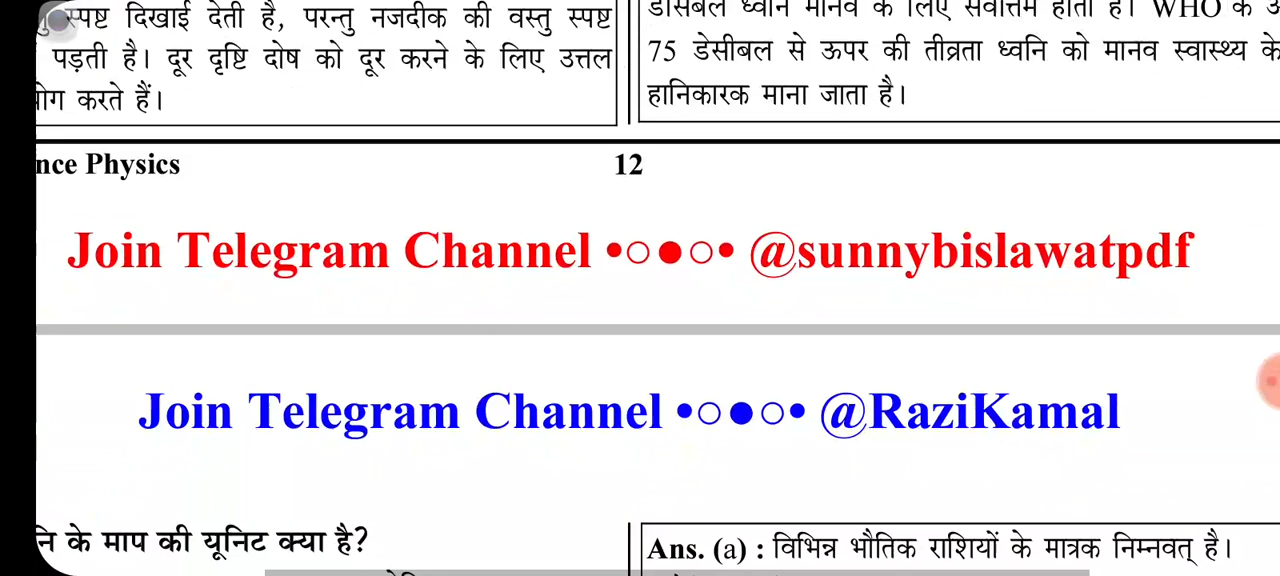 स्पष्ट दिखाई देती है, परन्तु नजदीक की वस्तु स्पष्ट
पड़ती है। दूर दृष्टि दोष को दूर करने के लिए उत्तल
करते हैं।
डेसिबल ध्वनि मानव के लिए सर्वोत्तम होती है। WHO के
75 डेसीबल से ऊपर की तीव्रता ध्वनि को मानव स्वास्थ्य के
हानिकारक माना जाता है।
nce Physics 12
Join Telegram Channel •○●○• @sunnybislawatpdf
Join Telegram Channel •○●○• @RaziKamal
के माप की यूनिट क्या है?
Ans. (a) : विभिन्न भौतिक राशियों के मात्रक निम्नवत् है।